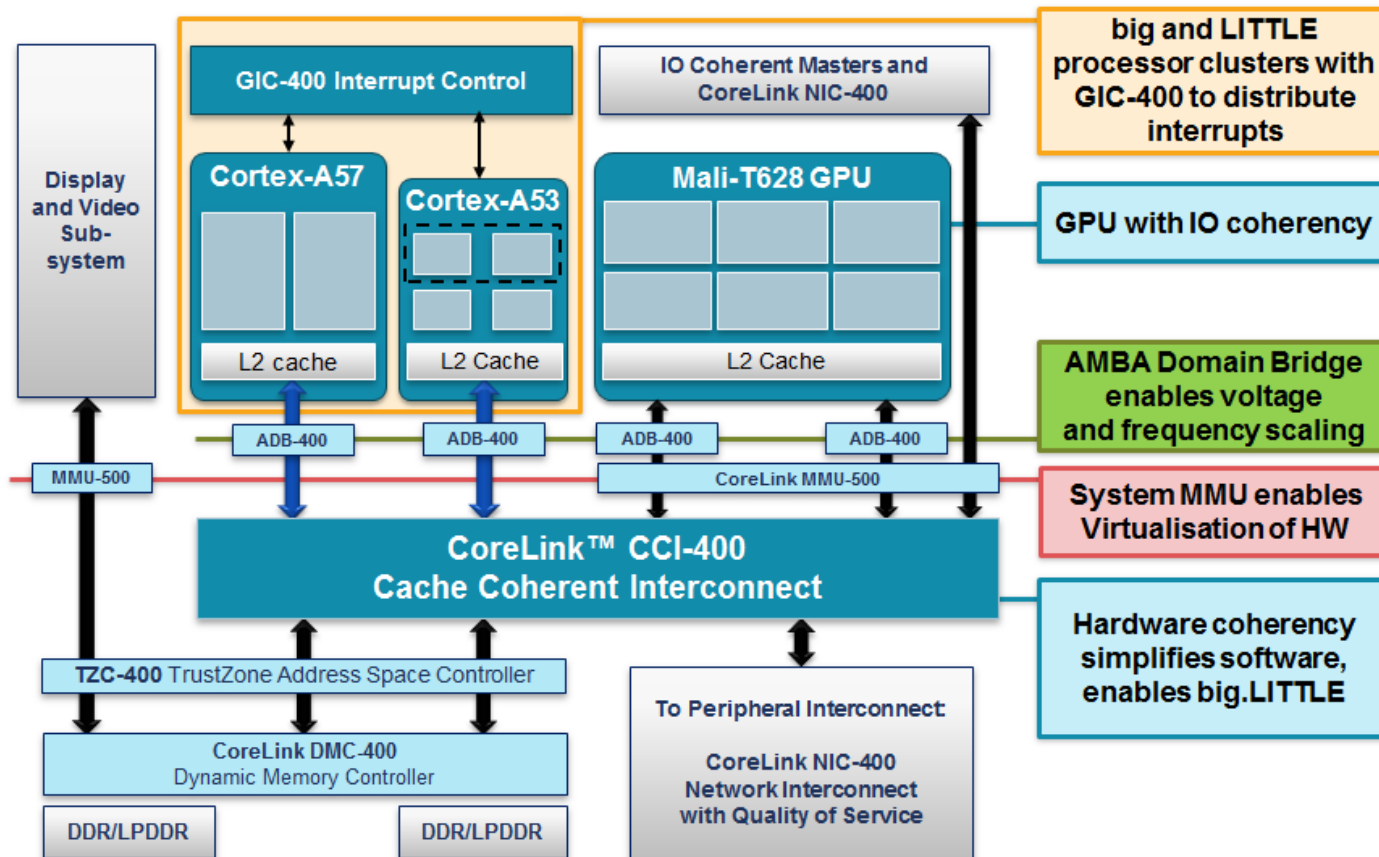 GIC-400 Interrupt Control
IO Coherent Masters and
CoreLink NIC-400
big and LITTLE
processor clusters with
GIC-400 to distribute
interrupts
Display
and Video
Sub-
system
Cortex-A57
L2 cache
Cortex-A53
L2 Cache
Mali-T628 GPU
L2 Cache
GPU with IO coherency
AMBA Domain Bridge
enables voltage
and frequency scaling
ADB-400
ADB-400
ADB-400
ADB-400
MMU-500
CoreLink MMU-500
System MMU enables
Virtualisation of HW
CoreLink™ CCI-400
Cache Coherent Interconnect
Hardware coherency
simplifies software,
enables big.LITTLE
TZC-400 TrustZone Address Space Controller
CoreLink DMC-400
Dynamic Memory Controller
DDR/LPDDR
DDR/LPDDR
To Peripheral Interconnect:
CoreLink NIC-400
Network Interconnect
with Quality of Service